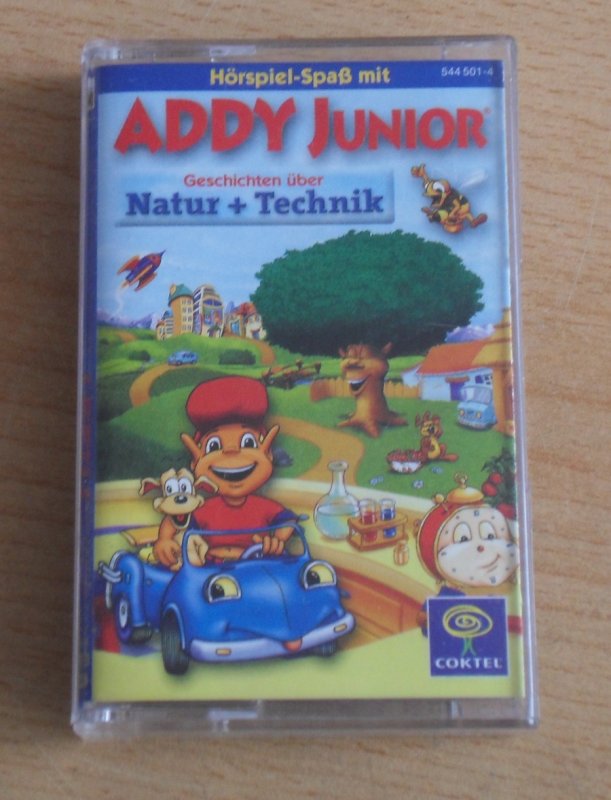 Hörspiel-Spaß mit
544 501-4
ADDY JUNIOR®
Geschichten über
Natur + Technik
COKTEL